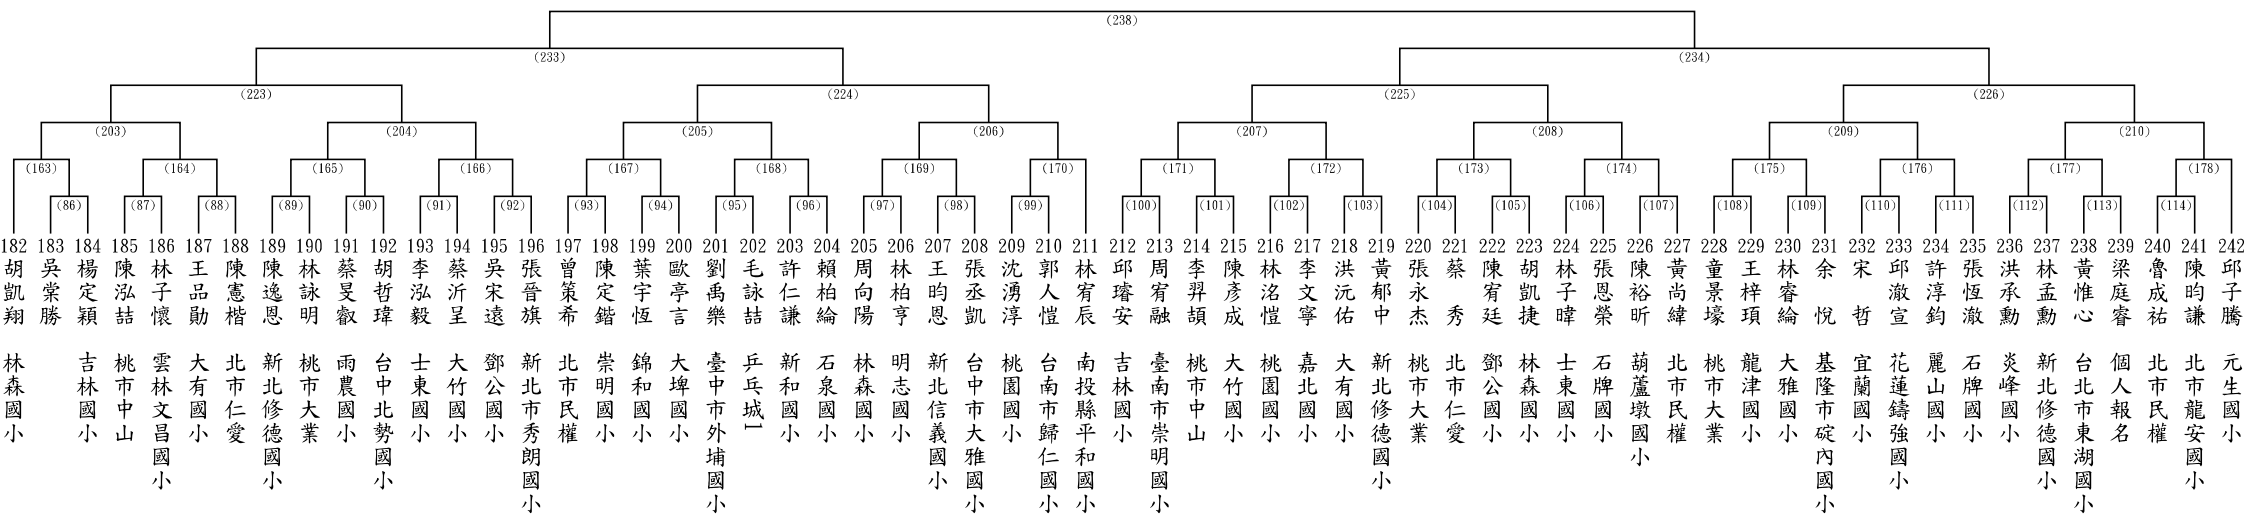 (238)
(233) (234)
(223) (224) (225) (226)
(203) (204) (205) (206) (207) (208) (209) (210)
(163) (164) (165) (166) (167) (168) (169) (170) (171) (172) (173) (174) (175) (176) (177) (178)
(86) (87) (88) (89) (90) (91) (92) (93) (94) (95) (96) (97) (98) (99) (100) (101) (102) (103) (104) (105) (106) (107) (108) (109) (110) (111) (112) (113) (114)
182 胡凱翔 林森國小
183 吳棠勝
184 楊定穎 吉林國小
185 陳泓喆 桃市中山
186 林子懷 雲林文昌國小
187 王品勛 大有國小
188 陳憲楷 北市仁愛
189 陳逸恩 新北修德國小
190 林詠明 桃市大業
191 蔡旻叡 雨農國小
192 胡哲瑋 台中北勢國小
193 李泓毅 士東國小
194 蔡沂呈 大竹國小
195 吳宋遠 鄧公國小
196 張晉旗 新北市秀朗國小
197 曾策希 北市民權
198 陳定鍇 崇明國小
199 葉宇恆 錦和國小
200 歐亭言 大埤國小
201 劉禹樂 臺中市外埔國小
202 毛詠喆 乒乓城1
203 許仁謙 新和國小
204 賴柏綸 石泉國小
205 周向陽 林森國小
206 林柏亨 明志國小
207 王昀恩 新北信義國小
208 張丞凱 台中市大雅國小
209 沈湧淳 桃園國小
210 郭人愷 台南市歸仁國小
211 林宥辰 南投縣平和國小
212 邱璿安 吉林國小
213 周宥融 臺南市崇明國小
214 李羿頡 桃市中山
215 陳彥成 大竹國小
216 林洺愷 桃園國小
217 李文寧 嘉北國小
218 洪沅佑 大有國小
219 黃郁中 新北修德國小
220 張永杰 桃市大業
221 蔡秀 北市仁愛
222 陳宥廷 鄧公國小
223 胡凱捷 林森國小
224 林子暐 士東國小
225 張恩榮 石牌國小
226 陳裕昕 葫蘆墩國小
227 黃尚緯 北市民權
228 童景壕 桃市大業
229 王梓頊 龍津國小
230 林睿綸 大雅國小
231 余悅 基隆市碇內國小
232 宋哲 宜蘭國小
233 邱澈宣 花蓮鑄強國小
234 許淳鈞 麗山國小
235 張恆澈 石牌國小
236 洪承勳 炎峰國小
237 林孟勳 新北修德國小
238 黃惟心 台北市東湖國小
239 梁庭睿 個人報名
240 魯成祐 北市民權
241 陳昀謙 北市龍安國小
242 邱子騰 元生國小